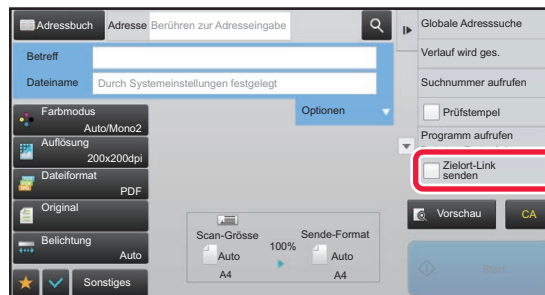 Adressbuch
Adresse
Berühren zur Adresseingabe
Betreff
Dateiname
Durch Systemeinstellungen festgelegt
Optionen
Farbmodus
Auto/Mono2
Auflösung
200x200dpi
Dateiformat
PDF
Original
Belichtung
Auto
Sonstiges
Scan-Grösse
Auto
A4
100%
Sende-Format
Auto
A4
Globale Adresssuche
Verlauf wird ges.
Suchnummer aufrufen
Prüfstempel
Programm aufrufen
Zielort-Link
senden
Vorschau
CA
Start